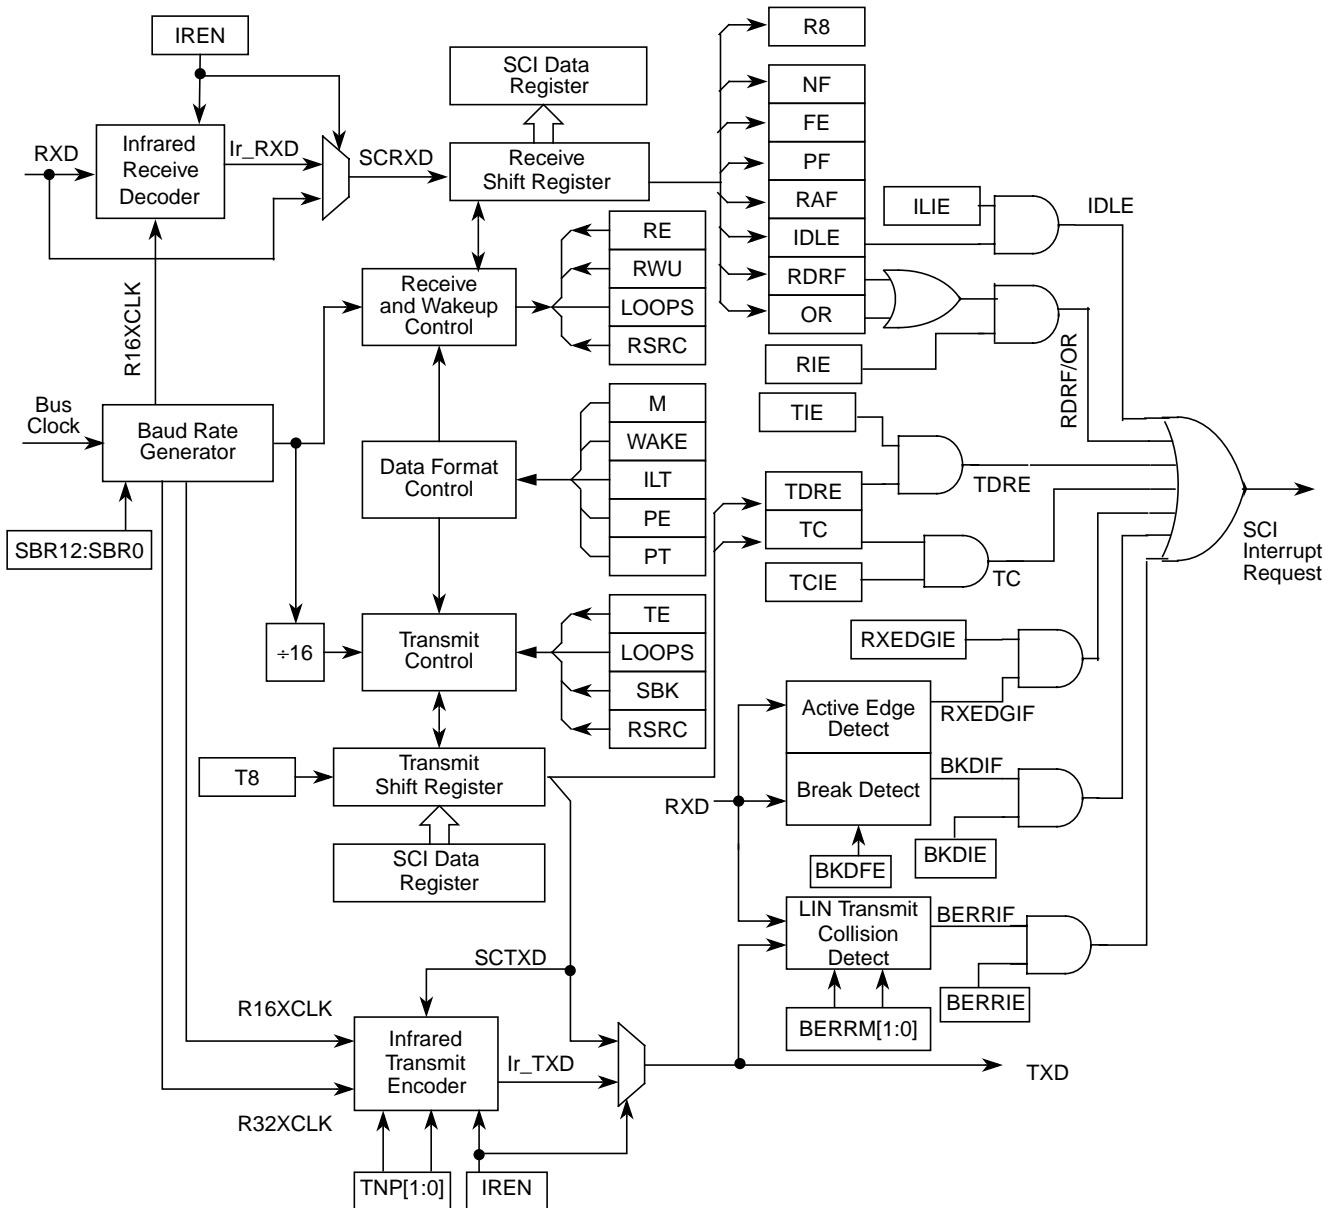 IREN
SCI Data
Register
R8
NF
FE
PF
RAF
IDLE
RDRF
OR
RXD
Infrared
Receive
Decoder
Ir_RXD
SCRXD
Receive
Shift Register
ILIE
IDLE
R16XCLK
Receive
and Wakeup
Control
RE
RWU
LOOPS
RSRC
RIE
RDRF/OR
Bus
Clock
Baud Rate
Generator
SBR12:SBR0
Data Format
Control
M
WAKE
ILT
PE
PT
TIE
TDRE
TC
TCIE
TDRE
TC
SCI
Interrupt
Request
÷16
Transmit
Control
TE
LOOPS
SBK
RSRC
RXEDGIE
T8
Transmit
Shift Register
SCI Data
Register
RXD
Active Edge
Detect
Break Detect
RXEDGIF
BKDIF
BKDFE
BKDIE
LIN Transmit
Collision
Detect
BERRIF
BERRIE
BERRM[1:0]
SCTXD
R16XCLK
R32XCLK
Infrared
Transmit
Encoder
Ir_TXD
TXD
TNP[1:0]
IREN